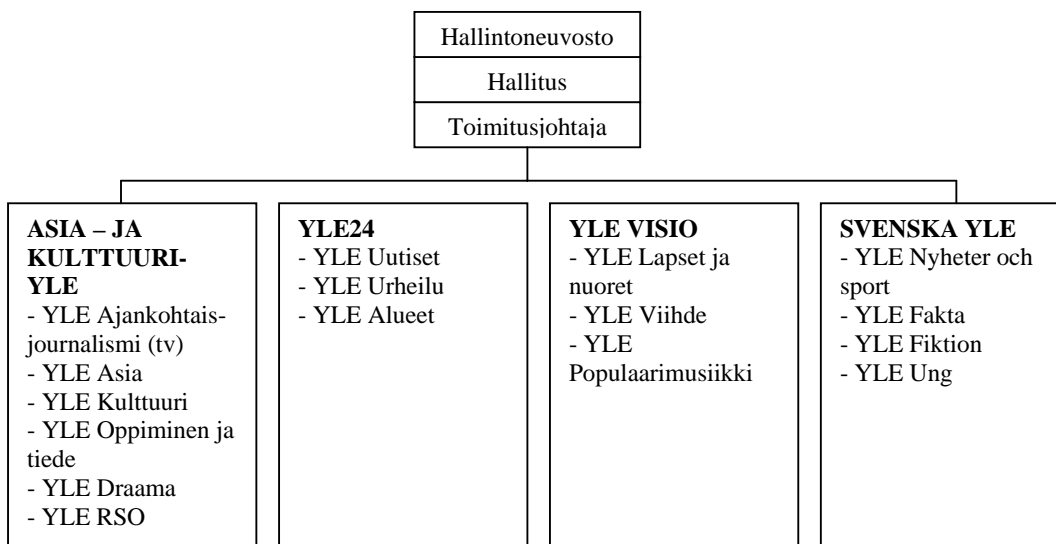 Hallintoneuvosto
Hallitus
Toimitusjohtaja
ASIA – JA
KULTTUURI-
YLE
- YLE Ajankohtais-
journalismi (tv)
- YLE Asia
- YLE Kulttuuri
- YLE Oppiminen ja
tiede
- YLE Draama
- YLE RSO
YLE24
- YLE Uutiset
- YLE Urheilu
- YLE Alueet
YLE VISIO
- YLE Lapset ja
nuoret
- YLE Viihde
- YLE
Populaarimusiikki
SVENSKA YLE
- YLE Nyheter och
sport
- YLE Fakta
- YLE Fiktion
- YLE Ung